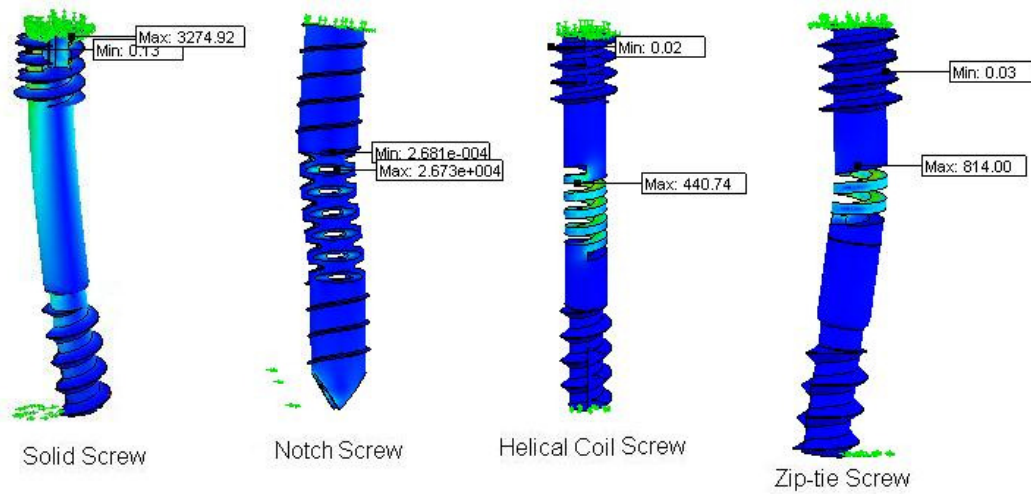 Max: 3274.92
Min: 0.13
Min: 2.681e-004
Max: 2.673e+004
Min: 0.02
Max: 440.74
Min: 0.03
Max: 814.00
Solid Screw
Notch Screw
Helical Coil Screw
Zip-tie Screw